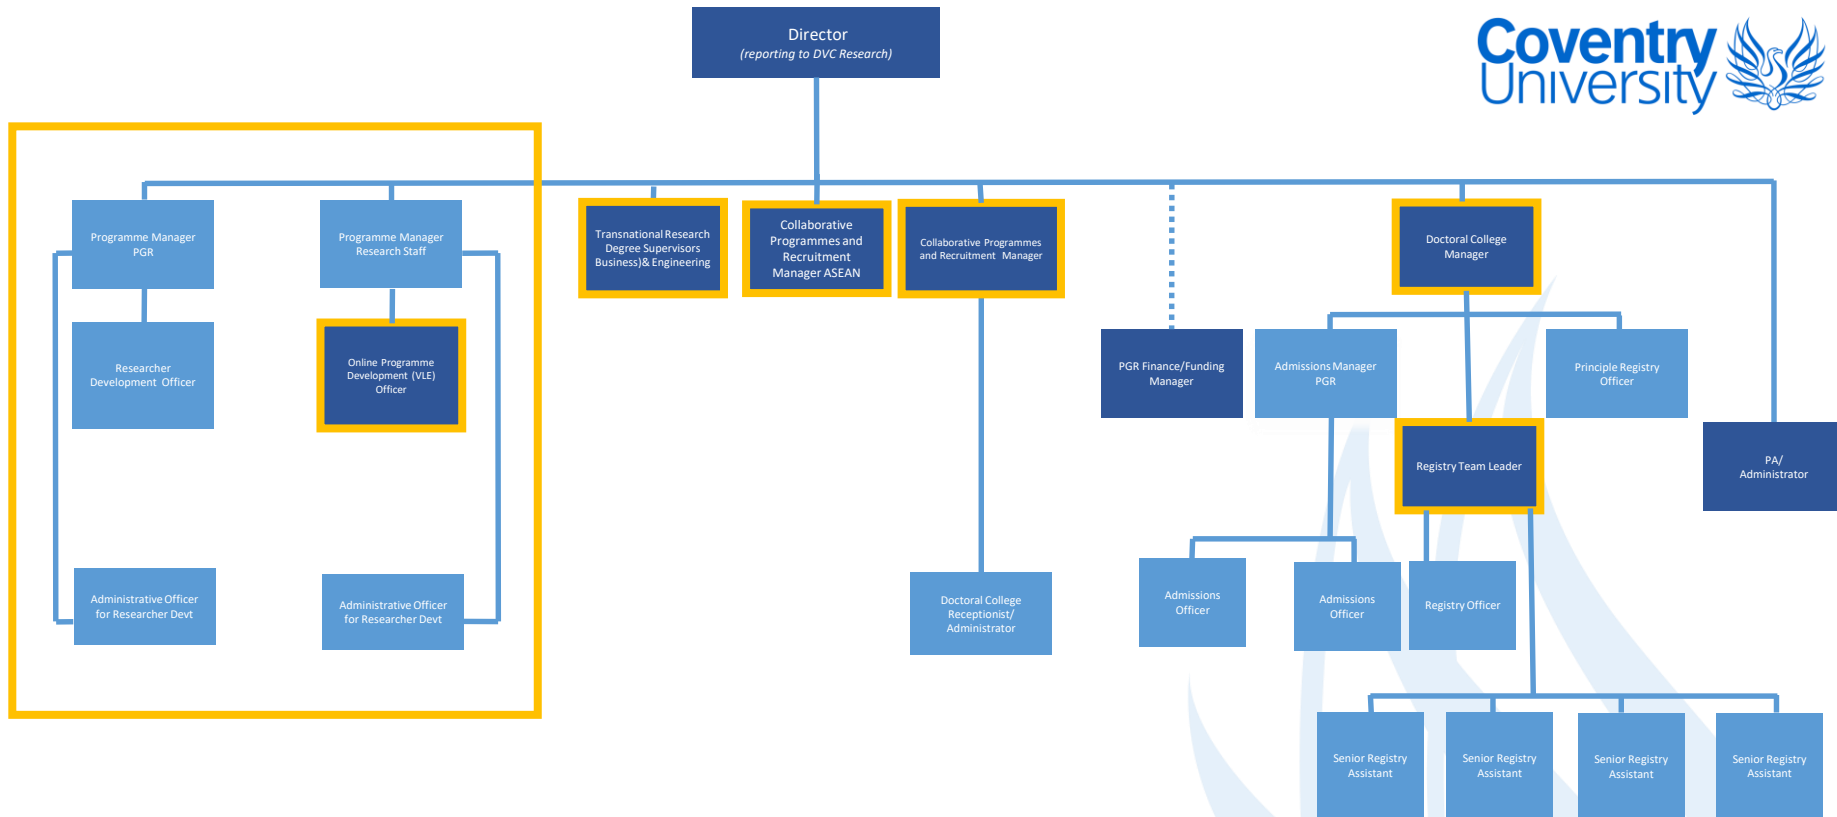 Director
(reporting to DVC Research)
Coventry
University
Programme Manager
PGR
Programme Manager
Research Staff
Transnational Research
Degree Supervisors
Business)& Engineering
Collaborative
Programmes and
Recruitment
Manager ASEAN
Collaborative Programmes
and Recruitment Manager
Doctoral College
Manager
Researcher
Development Officer
Online Programme
Development (VLE)
Officer
PGR Finance/Funding
Manager
Admissions Manager
PGR
Principle Registry
Officer
Registry Team Leader
PA/
Administrator
Administrative Officer
for Researcher Devt
Administrative Officer
for Researcher Devt
Doctoral College
Receptionist/
Administrator
Admissions
Officer
Admissions
Officer
Registry Officer
Senior Registry
Assistant
Senior Registry
Assistant
Senior Registry
Assistant
Senior Registry
Assistant